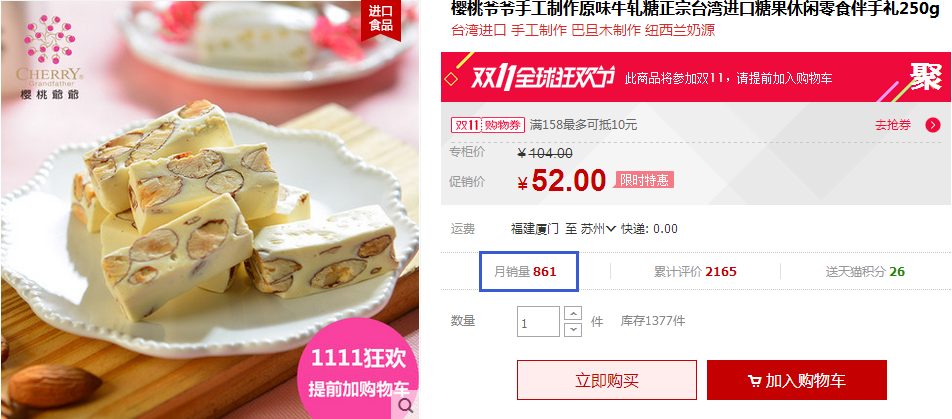 进口
食品
CHERRY®
Grandfather
樱桃爺爺
1111狂欢
提前加购物车
樱桃爷爷手工制作原味牛轧糖正宗台湾进口糖果休闲零食伴手礼250g
台湾进口 手工制作 巴旦木制作 纽西兰奶源
双11全球狂欢节 此商品将参加双11，请提前加入购物车 聚
双11 购物券 满158最多可抵10元 去抢券
专柜价 ¥104.00
促销价 ¥52.00 限时特惠
运费 福建厦门 至 苏州 快递: 0.00
月销量 861 累计评价 2165 送天猫积分 26
数量 1 件 库存1377件
立即购买 加入购物车